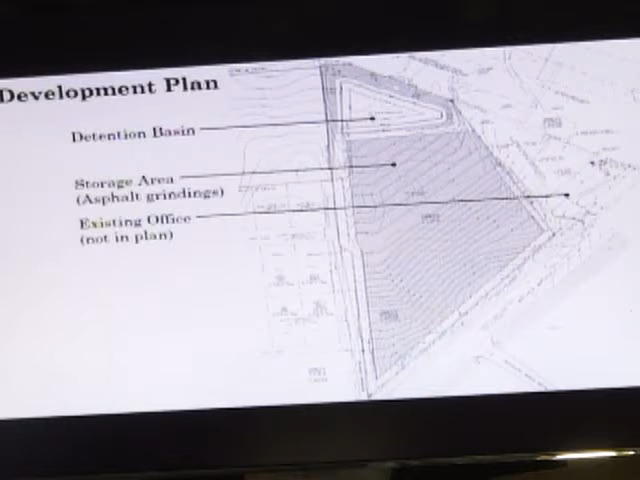 Development Plan
Detention Basin
Storage Area
(Asphalt grindings)
Existing Office
(not in plan)